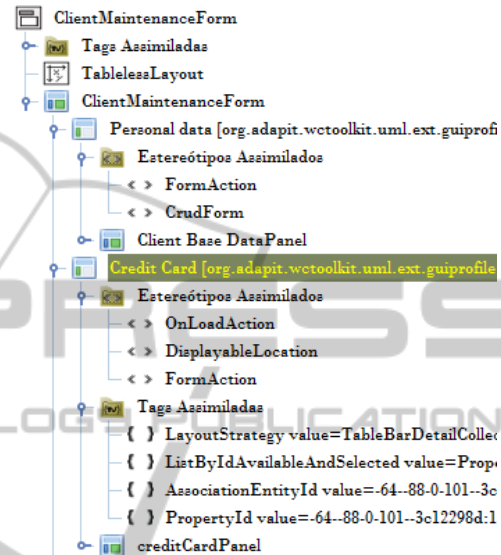 ClientMaintenanceForm
Tags Assimiladas
TablelessLayout
ClientMaintenanceForm
Personal data [org.adapit.wctoolkit.uml.ext.guiprofi
Estereótipos Assimilados
< > FormAction
< > CrudForm
Client Base DataPanel
Credit Card [org.adapit.wctoolkit.uml.ext.guiprofile
Estereótipos Assimilados
< > OnLoadAction
< > DisplayableLocation
< > FormAction
Tags Assimiladas
{ } LayoutStrategy value=TableBarDetailCollec
{ } ListByIdAvailableAndSelected value=Prope
{ } AssociationEntityId value=-64--88-0-101--3c
{ } PropertyId value=-64--88-0-101--3c12298d:1
creditCardPanel